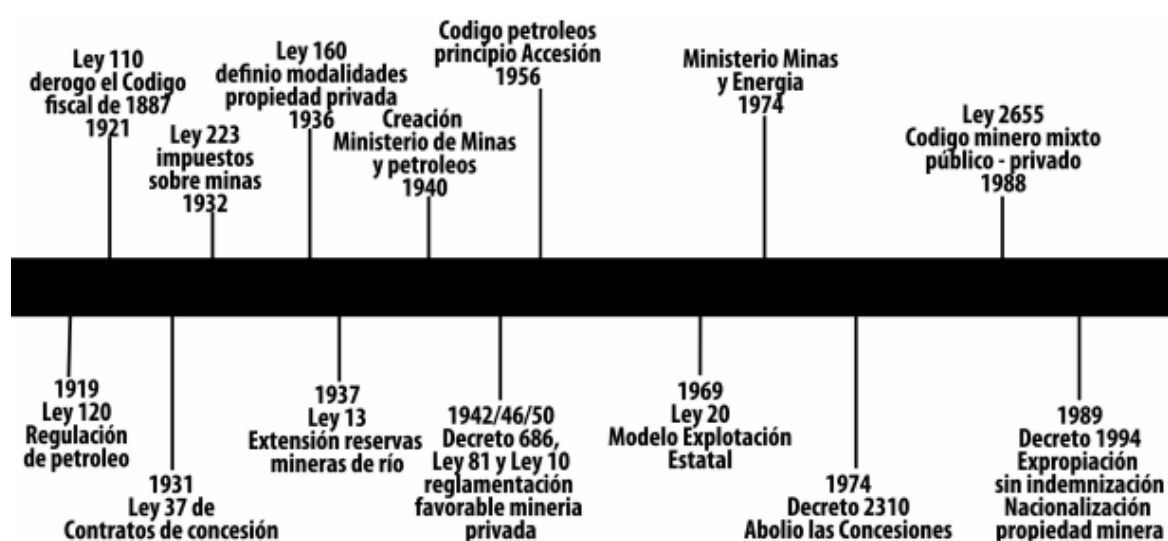 Ley 110
derogo el Codigo
fiscal de 1887
1921
Ley 223
impuestos
sobre minas
1932
Ley 160
definio modalidades
propiedad privada
1936
Creación
Ministerio de Minas
y petroleos
1940
Codigo petroleos
principio Accesión
1956
Ministerio Minas
y Energia
1974
Ley 2655
Codigo minero mixto
público - privado
1988
1919
Ley 120
Regulación
de petroleo
1931
Ley 37 de
Contratos de concesión
1937
Ley 13
Extensión reservas
mineras de río
1942/46/50
Decreto 686,
Ley 81 y Ley 10
reglamentación
favorable mineria
privada
1969
Ley 20
Modelo Explotación
Estatal
1974
Decreto 2310
Abolio las Concesiones
1989
Decreto 1994
Expropiación
sin indemnización
Nacionalización
propiedad minera